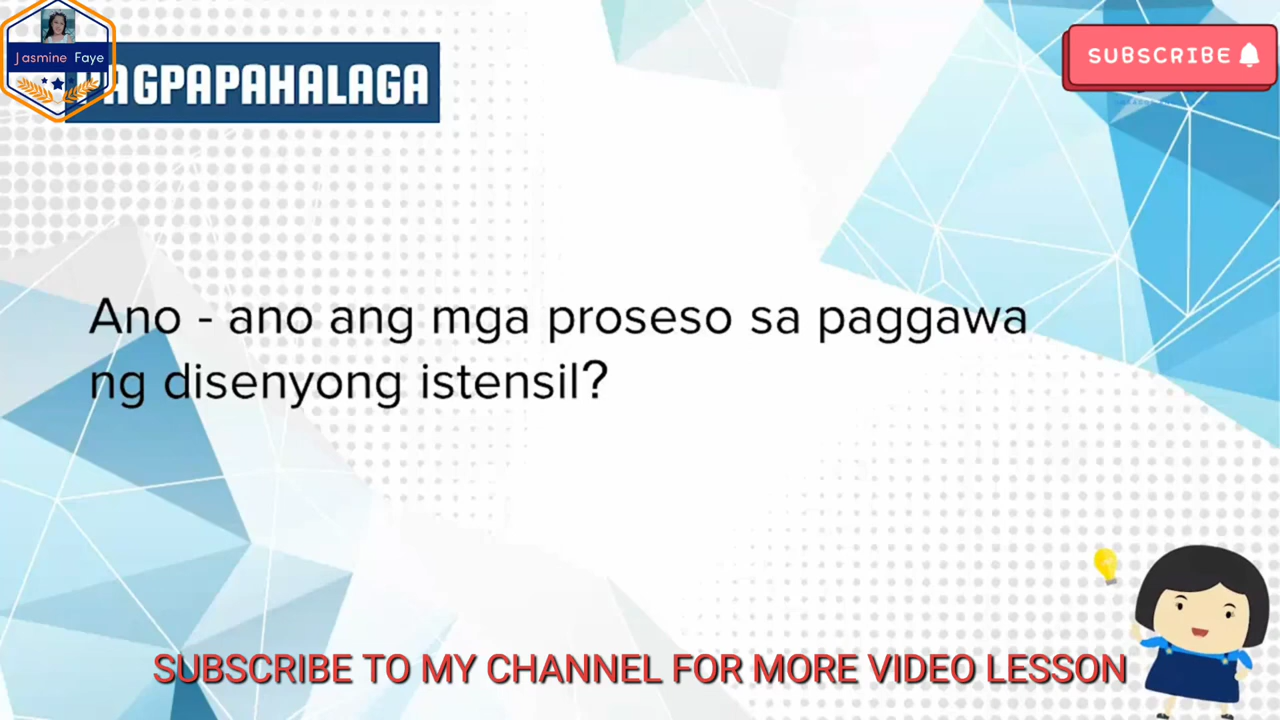 Jasmine Faye
AGPAPAHALAGA
SUBSCRIBE
Ano - ano ang mga proseso sa paggawa
ng disenyong istensil?
SUBSCRIBE TO MY CHANNEL FOR MORE VIDEO LESSON